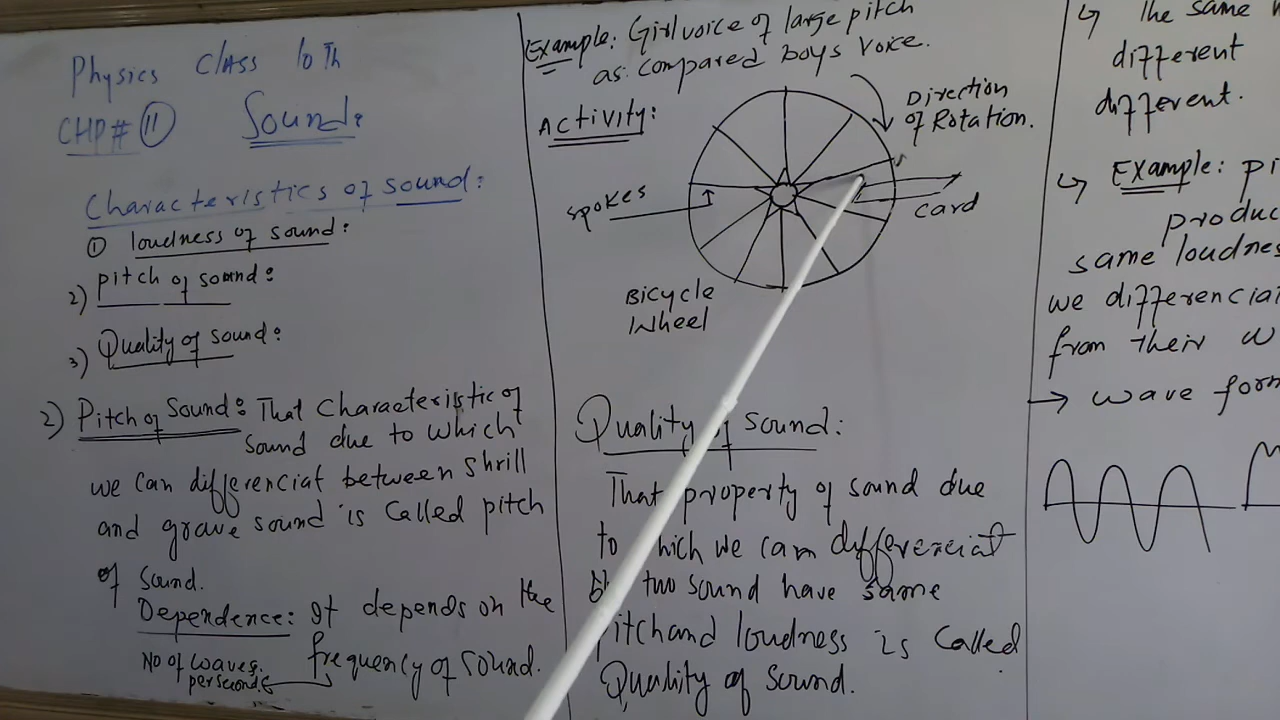 Physics class 10Th
CHP# 11 Sound:
Characteristics of sound:
① loudness of sound:
2) pitch of sound:
3) Quality of sound:
2) Pitch of Sound: That Characteristic of
sound due to which
we can differenciat between shrill
and grave sound is called pitch
of sound.
Dependence: It depends on the
frequency of sound.
No of waves
per second
Example: Girl voice of large pitch
as compared boys voice.
Activity:
Direction
of Rotation.
spokes
card
Bicycle
Wheel
Quality of sound:
That property of sound due
to which we can differenciat
two sound have same
pitch and loudness is called
Quality of sound.
↳ The same
different
different.
↳ Example:
same
we
from their
→ wave form